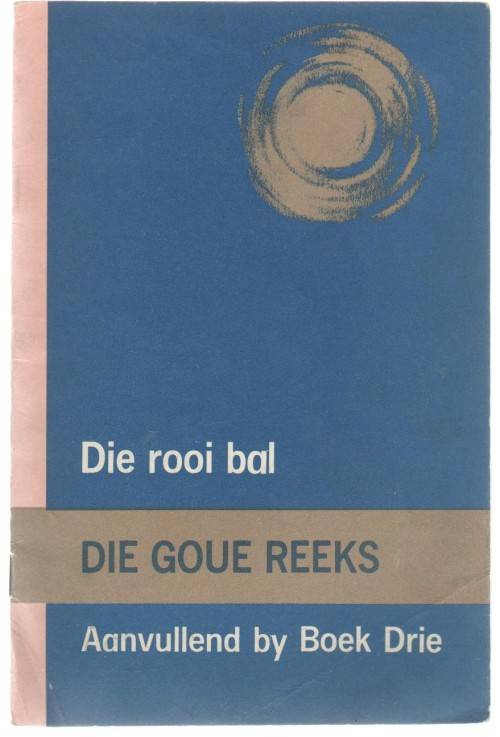 Die rooi bal
DIE GOUE REEKS
Aanvullend by Boek Drie